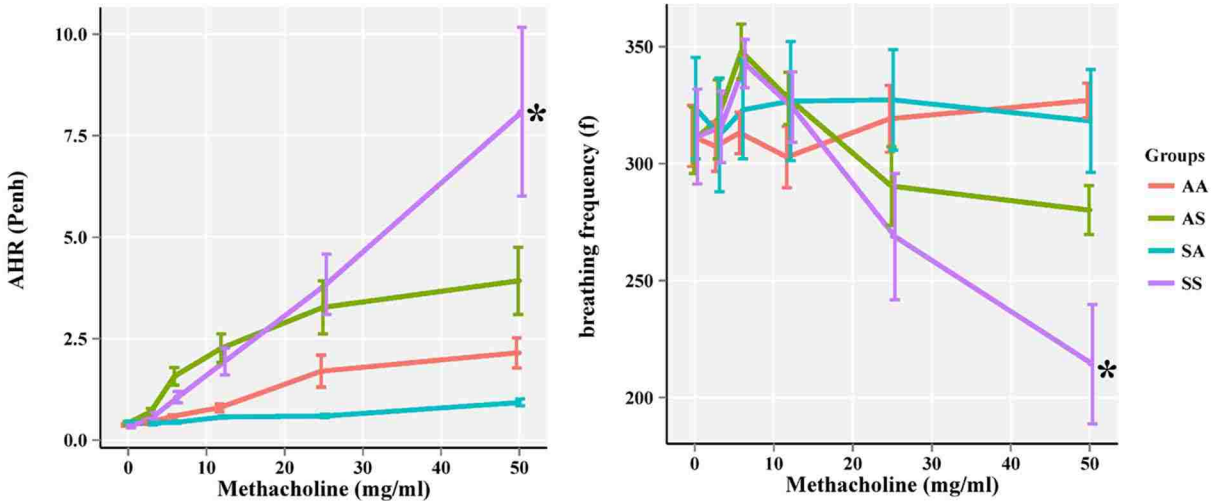 AHR (Penh)
10.0
7.5
5.0
2.5
0.0
*
0 10 20 30 40 50
Methacholine (mg/ml)
breathing frequency (f)
350
300
250
200
*
0 10 20 30 40 50
Methacholine (mg/ml)
Groups
AA
AS
SA
SS